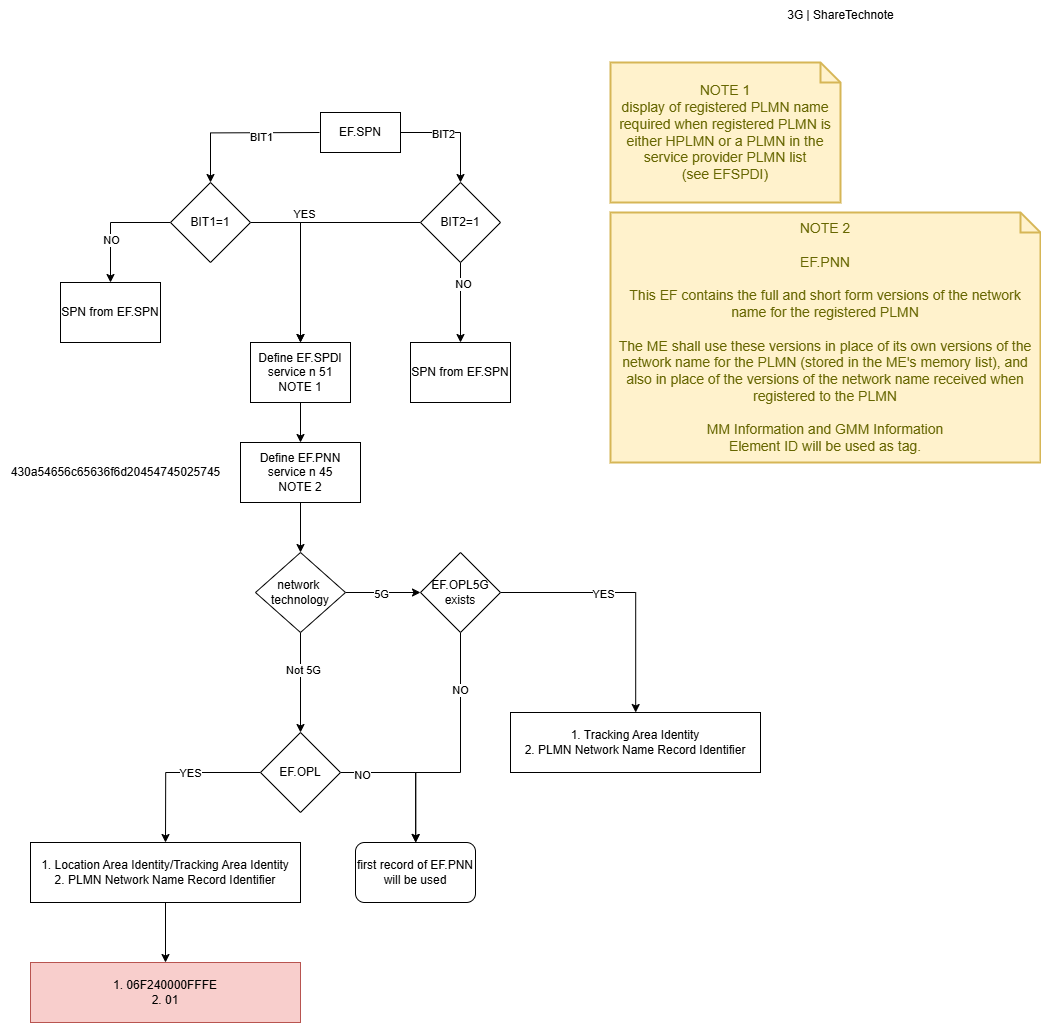 3G | ShareTechnote
NOTE 1
display of registered PLMN name
required when registered PLMN is
either HPLMN or a PLMN in the
service provider PLMN list
(see EFSPDI)
EF.SPN
BIT1
BIT2
BIT1=1
YES
BIT2=1
NO
NO
SPN from EF.SPN
SPN from EF.SPN
NOTE 2
EF.PNN
This EF contains the full and short form versions of the network
name for the registered PLMN
The ME shall use these versions in place of its own versions of the
network name for the PLMN (stored in the ME's memory list), and
also in place of the versions of the network name received when
registered to the PLMN
MM Information and GMM Information
Element ID will be used as tag.
Define EF.SPDI
service n 51
NOTE 1
430a54656c65636f6d20454745025745
Define EF.PNN
service n 45
NOTE 2
network
technology
5G
EF.OPL5G
exists
YES
Not 5G
NO
1. Tracking Area Identity
2. PLMN Network Name Record Identifier
YES
EF.OPL
NO
1. Location Area Identity/Tracking Area Identity
2. PLMN Network Name Record Identifier
first record of EF.PNN
will be used
1. 06F240000FFFE
2. 01